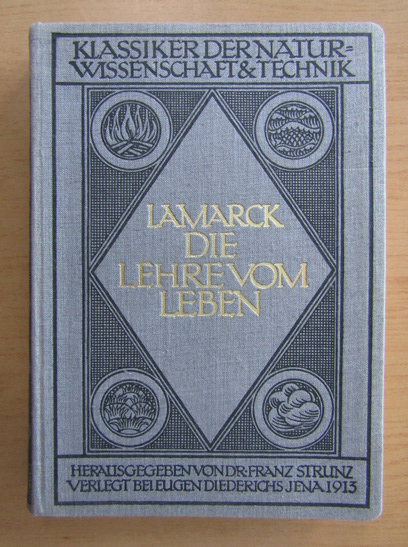 KLASSIKER DER NATUR=
WISSENSCHAFT & TECHNIK
LAMARCK
DIE
LEHRE VOM
LEBEN
HERAUSGEGEBEN VON DR: FRANZ STRUNZ
VERLEGT BEI EUGEN DIEDERICHS JENA 1913